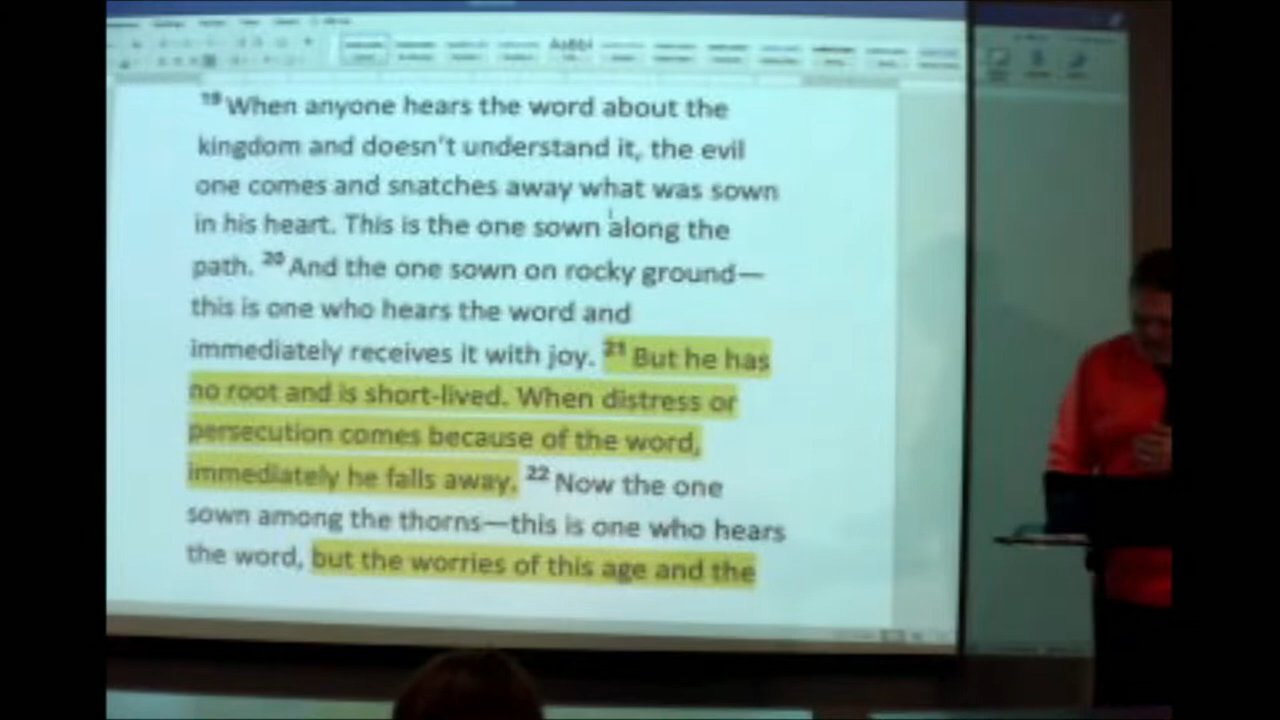 19 When anyone hears the word about the
kingdom and doesn't understand it, the evil
one comes and snatches away what was sown
in his heart. This is the one sown along the
path. 20 And the one sown on rocky ground—
this is one who hears the word and
immediately receives it with joy. 21 But he has
no root and is short-lived. When distress or
persecution comes because of the word,
immediately he falls away. 22 Now the one
sown among the thorns—this is one who hears
the word, but the worries of this age and the